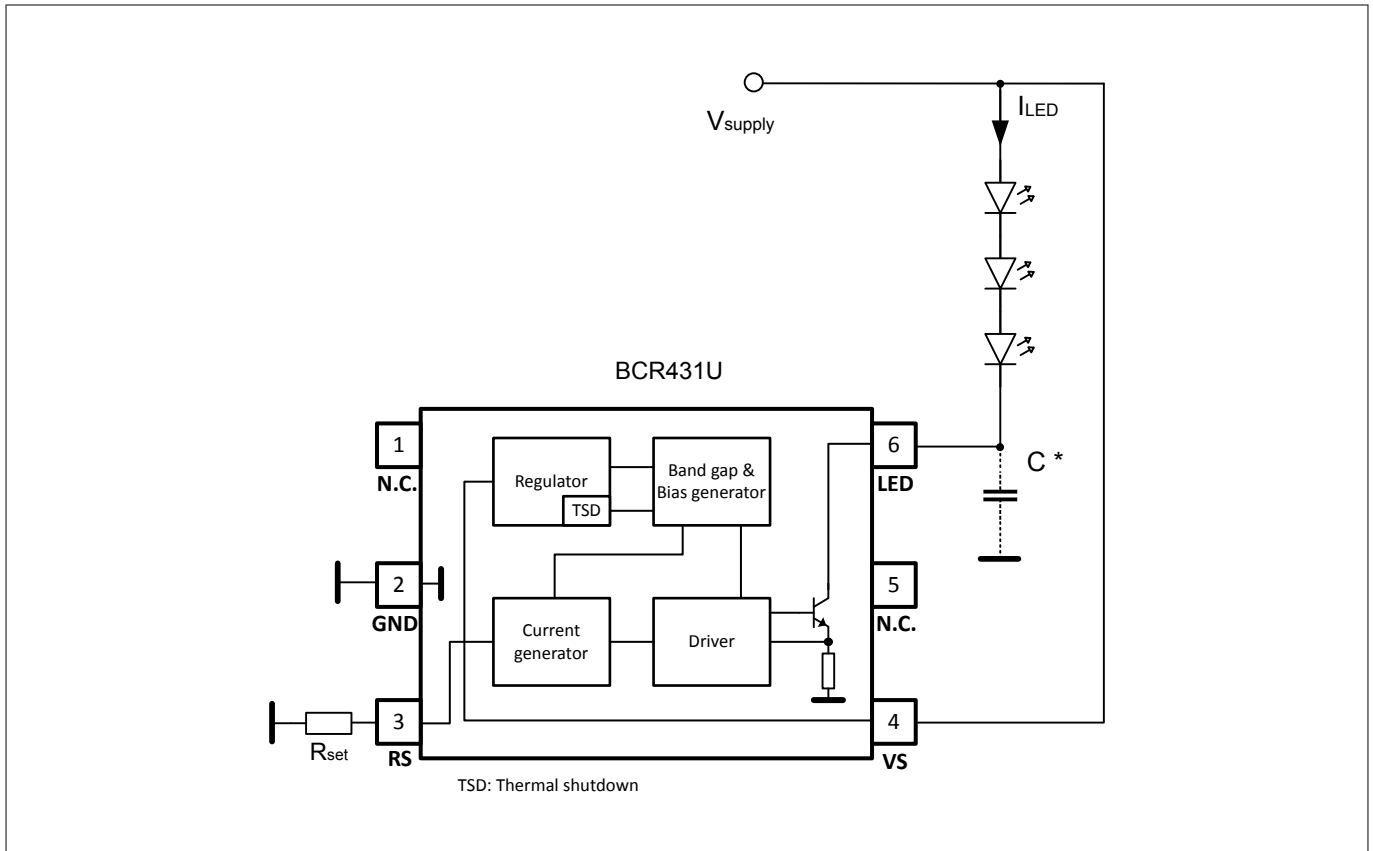 Vsupply
ILED
BCR431U
1
N.C.
Regulator
TSD
Band gap &
Bias generator
6
LED
C *
2
GND
5
N.C.
Current
generator
Driver
Rset
3
RS
4
VS
TSD: Thermal shutdown